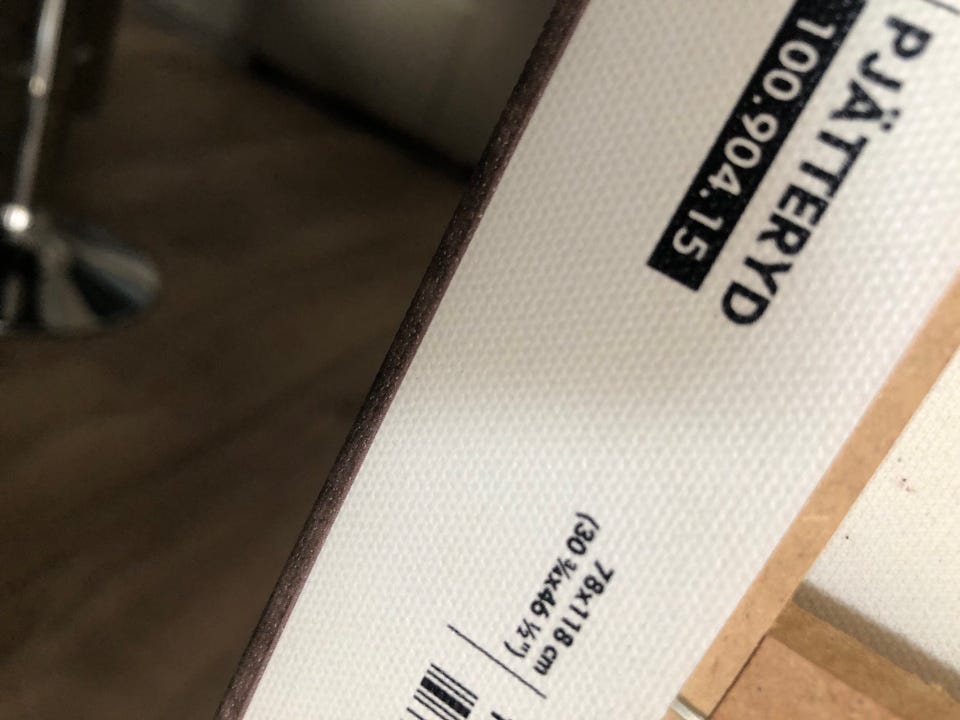 PJÄTTERYD
100.904.15
78x118 cm
(30 ¾x46 ½")